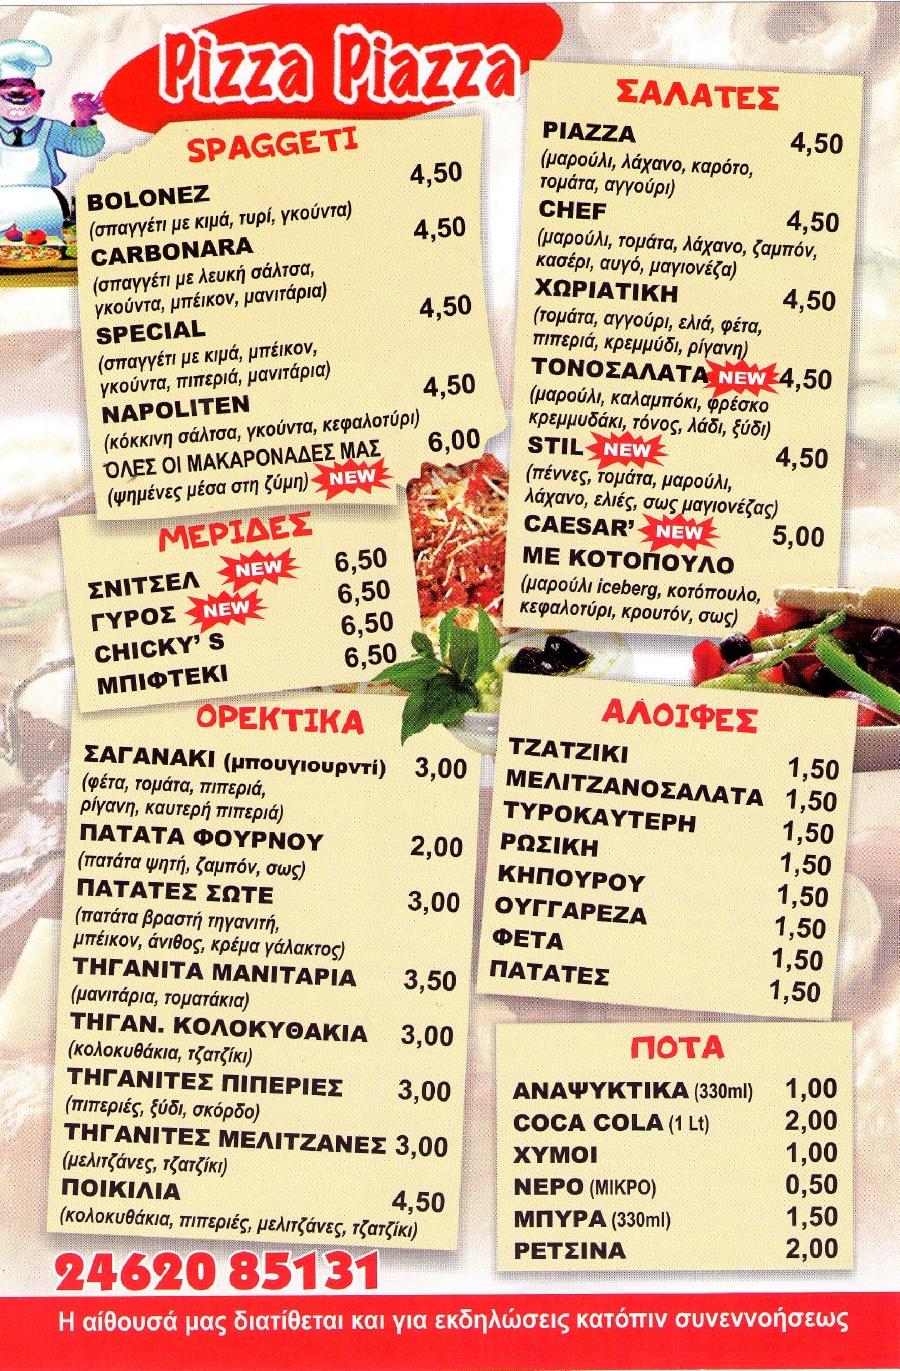 Pizza Piazza
SPAGGETI
BOLONEZ 4,50
(σπαγγέτι με κιμά, τυρί, γκούντα)
CARBONARA 4,50
(σπαγγέτι με λευκή σάλτσα,
γκούντα, μπέικον, μανιτάρια)
SPECIAL 4,50
(σπαγγέτι με κιμά, μπέικον,
γκούντα, πιπεριά, μανιτάρια)
NAPOLITEN 4,50
(κόκκινη σάλτσα, γκούντα, κεφαλοτύρι)
ΌΛΕΣ ΟΙ ΜΑΚΑΡΟΝΑΔΕΣ ΜΑΣ 6,00
(ψημένες μέσα στη ζύμη) NEW
ΜΕΡΙΔΕΣ
ΣΝΙΤΣΕΛ NEW 6,50
ΓΥΡΟΣ NEW 6,50
CHICKY' S 6,50
ΜΠΙΦΤΕΚΙ 6,50
ΟΡΕΚΤΙΚΑ
ΣΑΓΑΝΑΚΙ (μπουγιουρντί) 3,00
(φέτα, τομάτα, πιπεριά,
ρίγανη, καυτερή πιπεριά)
ΠΑΤΑΤΑ ΦΟΥΡΝΟΥ 2,00
(πατάτα ψητή, ζαμπόν, σως)
ΠΑΤΑΤΕΣ ΣΩΤΕ 3,00
(πατάτα βραστή τηγανιτή,
μπέικον, άνιθος, κρέμα γάλακτος)
ΤΗΓΑΝΙΤΑ ΜΑΝΙΤΑΡΙΑ 3,50
(μανιτάρια, τοματάκια)
ΤΗΓΑΝ. ΚΟΛΟΚΥΘΑΚΙΑ 3,00
(κολοκυθάκια, τζατζίκι)
ΤΗΓΑΝΙΤΕΣ ΠΙΠΕΡΙΕΣ 3,00
(πιπεριές, ξύδι, σκόρδο)
ΤΗΓΑΝΙΤΕΣ ΜΕΛΙΤΖΑΝΕΣ 3,00
(μελιτζάνες, τζατζίκι)
ΠΟΙΚΙΛΙΑ 4,50
(κολοκυθάκια, πιπεριές, μελιτζάνες, τζατζίκι)
24620 85131
ΣΑΛΑΤΕΣ
PIAZZA 4,50
(μαρούλι, λάχανο, καρότο,
τομάτα, αγγούρι)
CHEF 4,50
(μαρούλι, τομάτα, λάχανο, ζαμπόν,
κασέρι, αυγό, μαγιονέζα)
ΧΩΡΙΑΤΙΚΗ 4,50
(τομάτα, αγγούρι, ελιά, φέτα,
πιπεριά, κρεμμύδι, ρίγανη)
ΤΟΝΟΣΑΛΑΤΑ NEW 4,50
(μαρούλι, καλαμπόκι, φρέσκο
κρεμμυδάκι, τόνος, λάδι, ξύδι)
STIL NEW 4,50
(πέννες, τομάτα, μαρούλι,
λάχανο, ελιές, σως μαγιονέζας)
CAESAR' NEW 5,00
ΜΕ ΚΟΤΟΠΟΥΛΟ
(μαρούλι iceberg, κοτόπουλο,
κεφαλοτύρι, κρουτόν, σως)
ΑΛΟΙΦΕΣ
ΤΖΑΤΖΙΚΙ 1,50
ΜΕΛΙΤΖΑΝΟΣΑΛΑΤΑ 1,50
ΤΥΡΟΚΑΥΤΕΡΗ 1,50
ΡΩΣΙΚΗ 1,50
ΚΗΠΟΥΡΟΥ 1,50
ΟΥΓΓΑΡΕΖΑ 1,50
ΦΕΤΑ 1,50
ΠΑΤΑΤΕΣ 1,50
ΠΟΤΑ
ΑΝΑΨΥΚΤΙΚΑ (330ml) 1,00
COCA COLA (1 Lt) 2,00
ΧΥΜΟΙ 1,00
ΝΕΡΟ (ΜΙΚΡΟ) 0,50
ΜΠΥΡΑ (330ml) 1,50
ΡΕΤΣΙΝΑ 2,00
Η αίθουσά μας διατίθεται και για εκδηλώσεις κατόπιν συνεννοήσεως